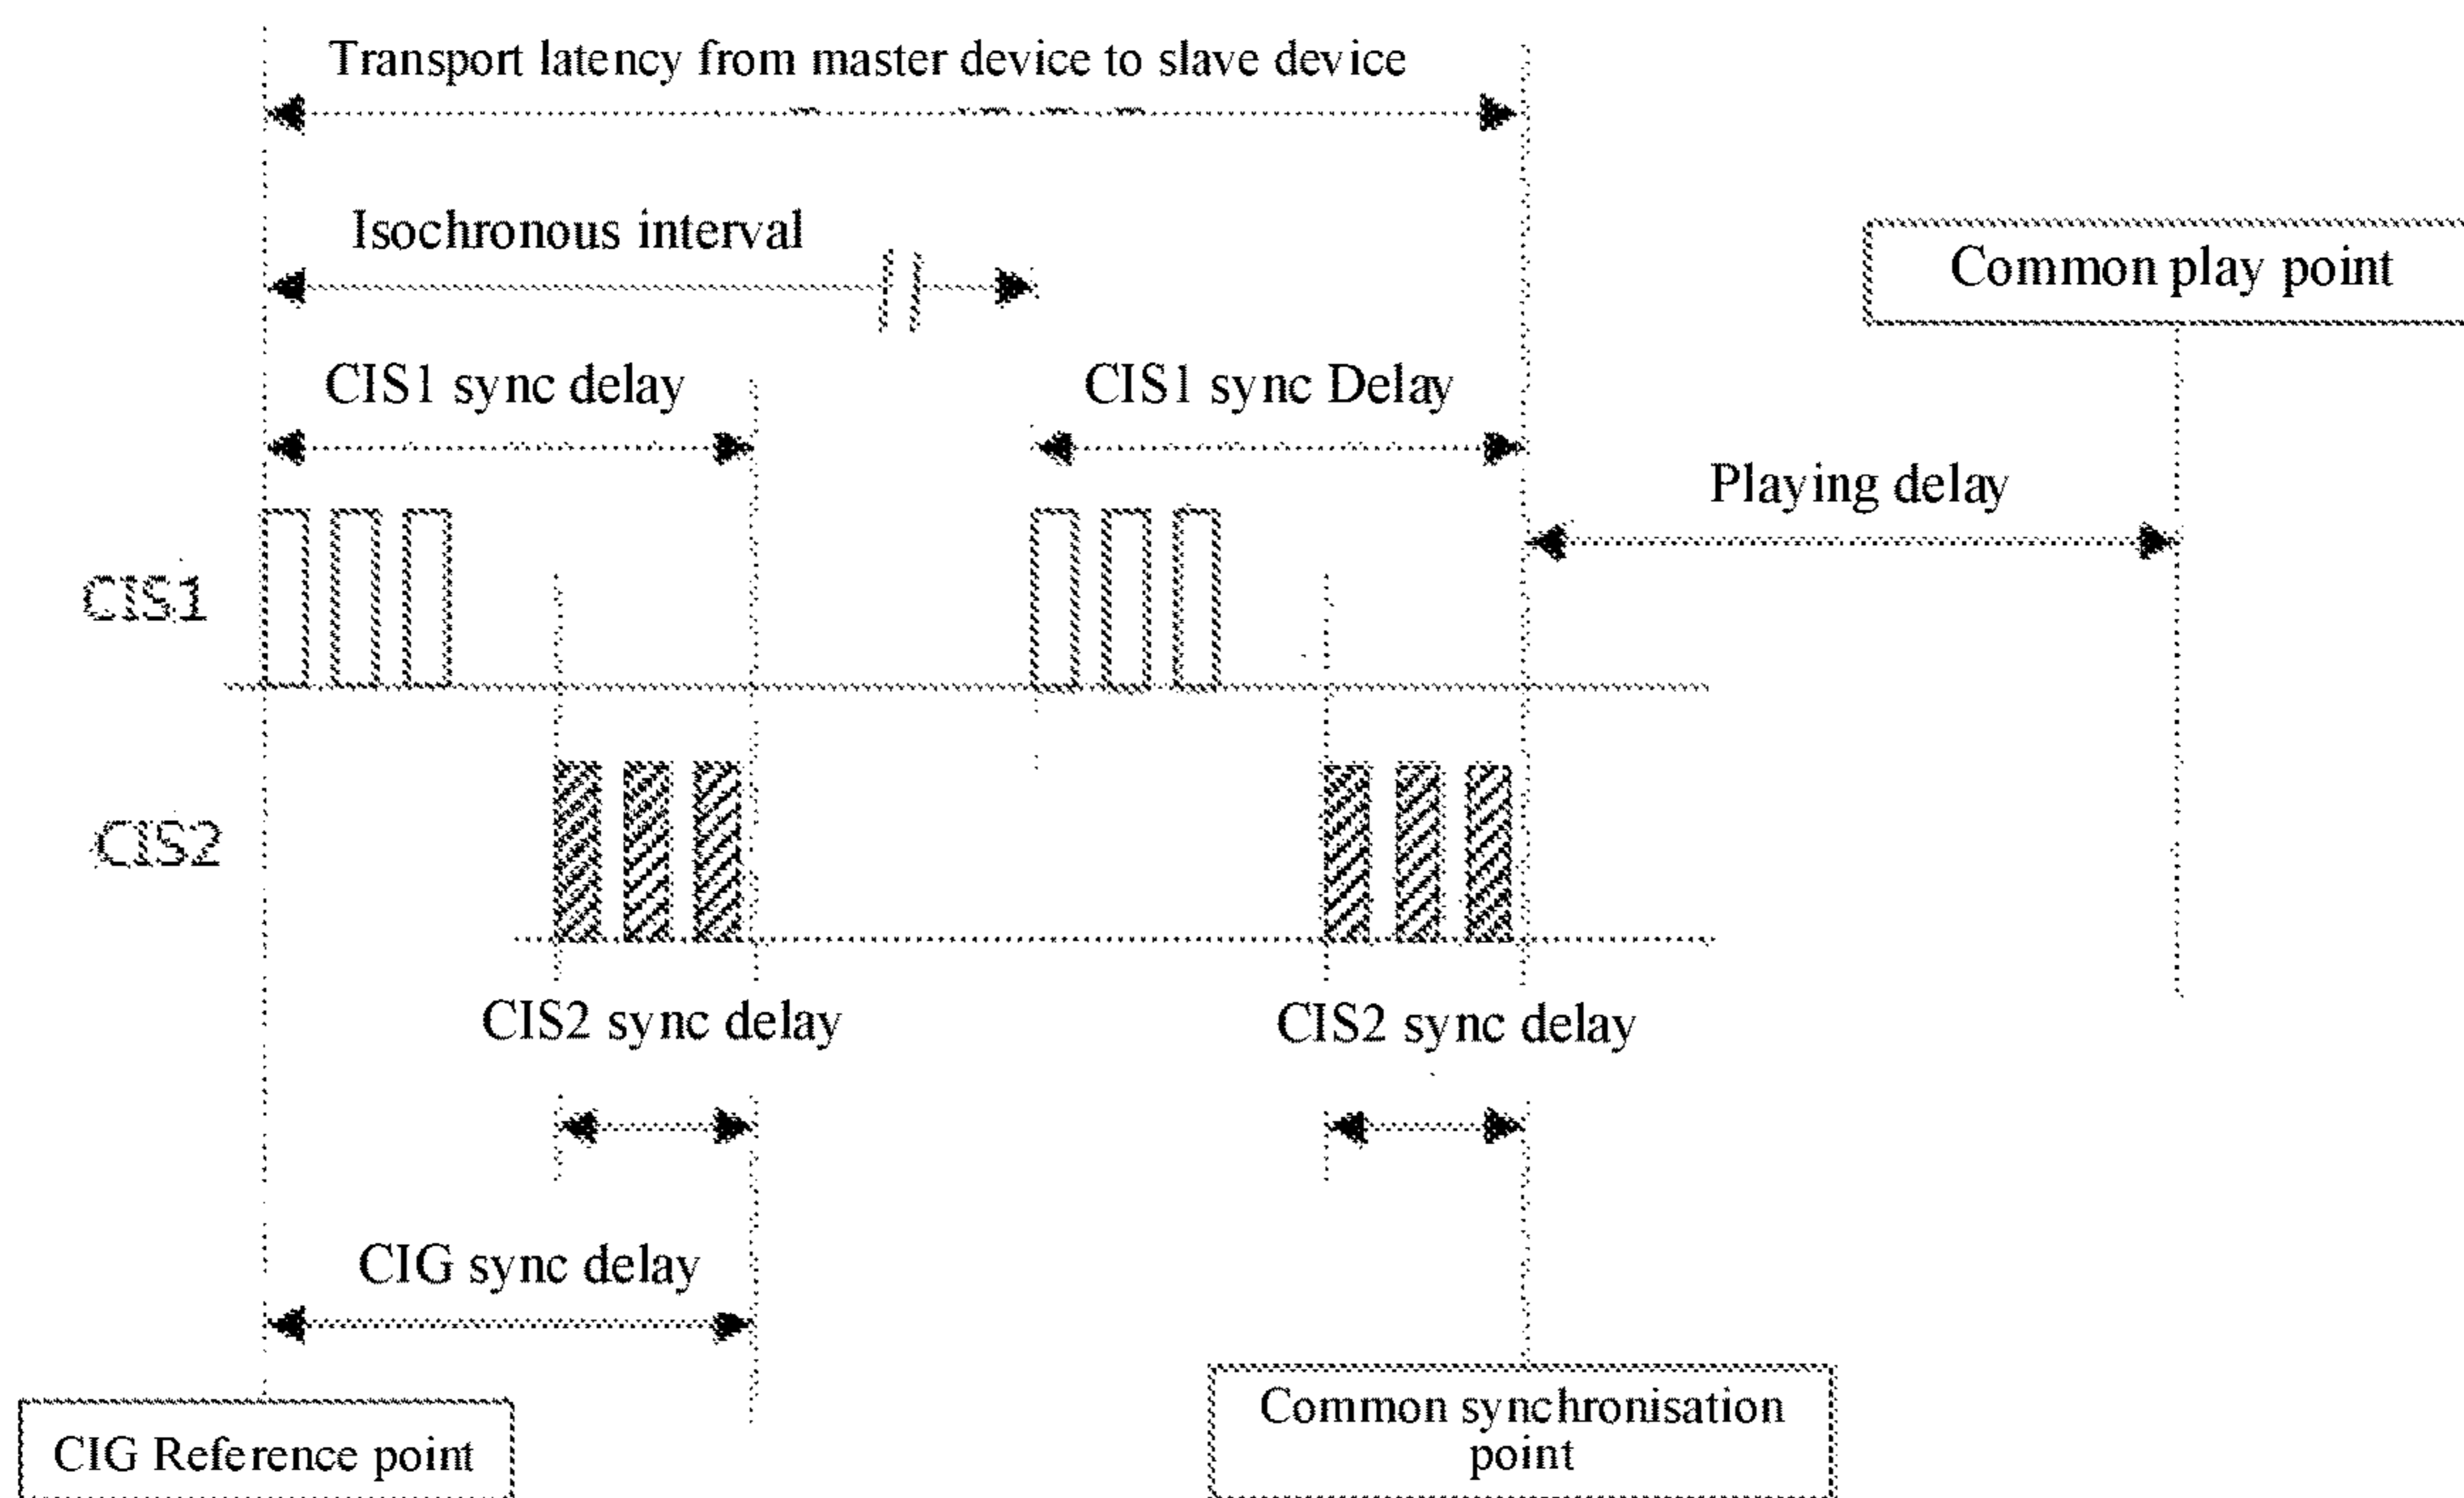 Transport latency from master device to slave device
Isochronous interval
Common play point
CIS1 sync delay
CIS1 sync Delay
Playing delay
CIS1
CIS2
CIS2 sync delay
CIS2 sync delay
CIG sync delay
Common synchronisation
point
CIG Reference point